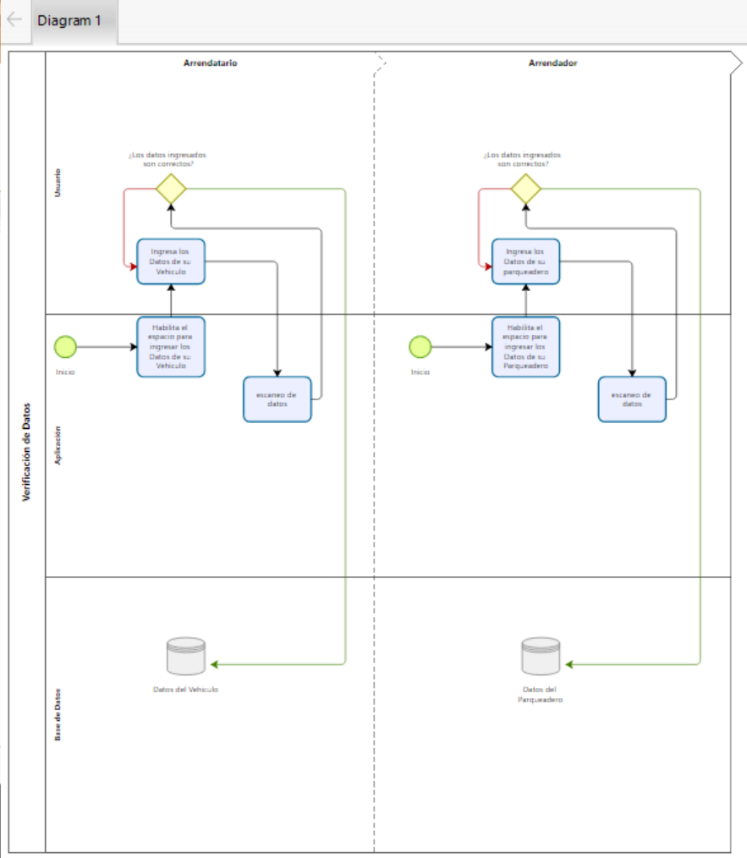 Diagram 1
Arrendatario
Arrendador
Verificación de Datos
Usuario
¿Los datos ingresados
son correctos?
Ingresa los
Datos de su
Vehiculo
¿Los datos ingresados
son correctos?
Ingresa los
Datos de su
parqueadero
Aplicación
Inicio
Habilita el
espacio para
ingresar los
Datos de su
Vehiculo
escaneo de
datos
Inicio
Habilita el
espacio para
ingresar los
Datos de su
Parqueadero
escaneo de
datos
Base de Datos
Datos del Vehiculo
Datos del
Parqueadero